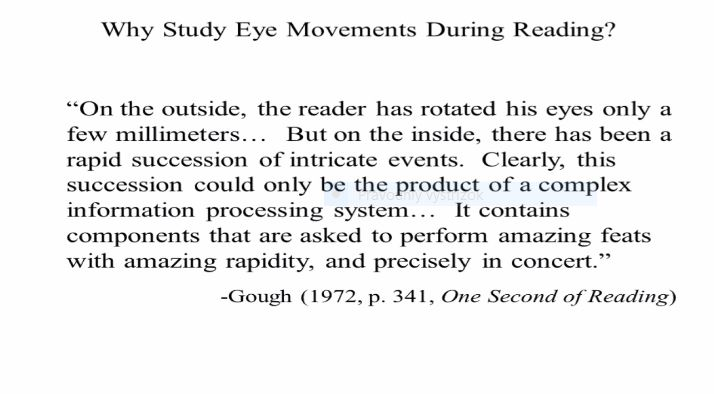 Why Study Eye Movements During Reading?
“On the outside, the reader has rotated his eyes only a
few millimeters… But on the inside, there has been a
rapid succession of intricate events. Clearly, this
succession could only be the product of a complex
Pravouhlý výstrižok
information processing system… It contains
components that are asked to perform amazing feats
with amazing rapidity, and precisely in concert.”
-Gough (1972, p. 341, One Second of Reading)